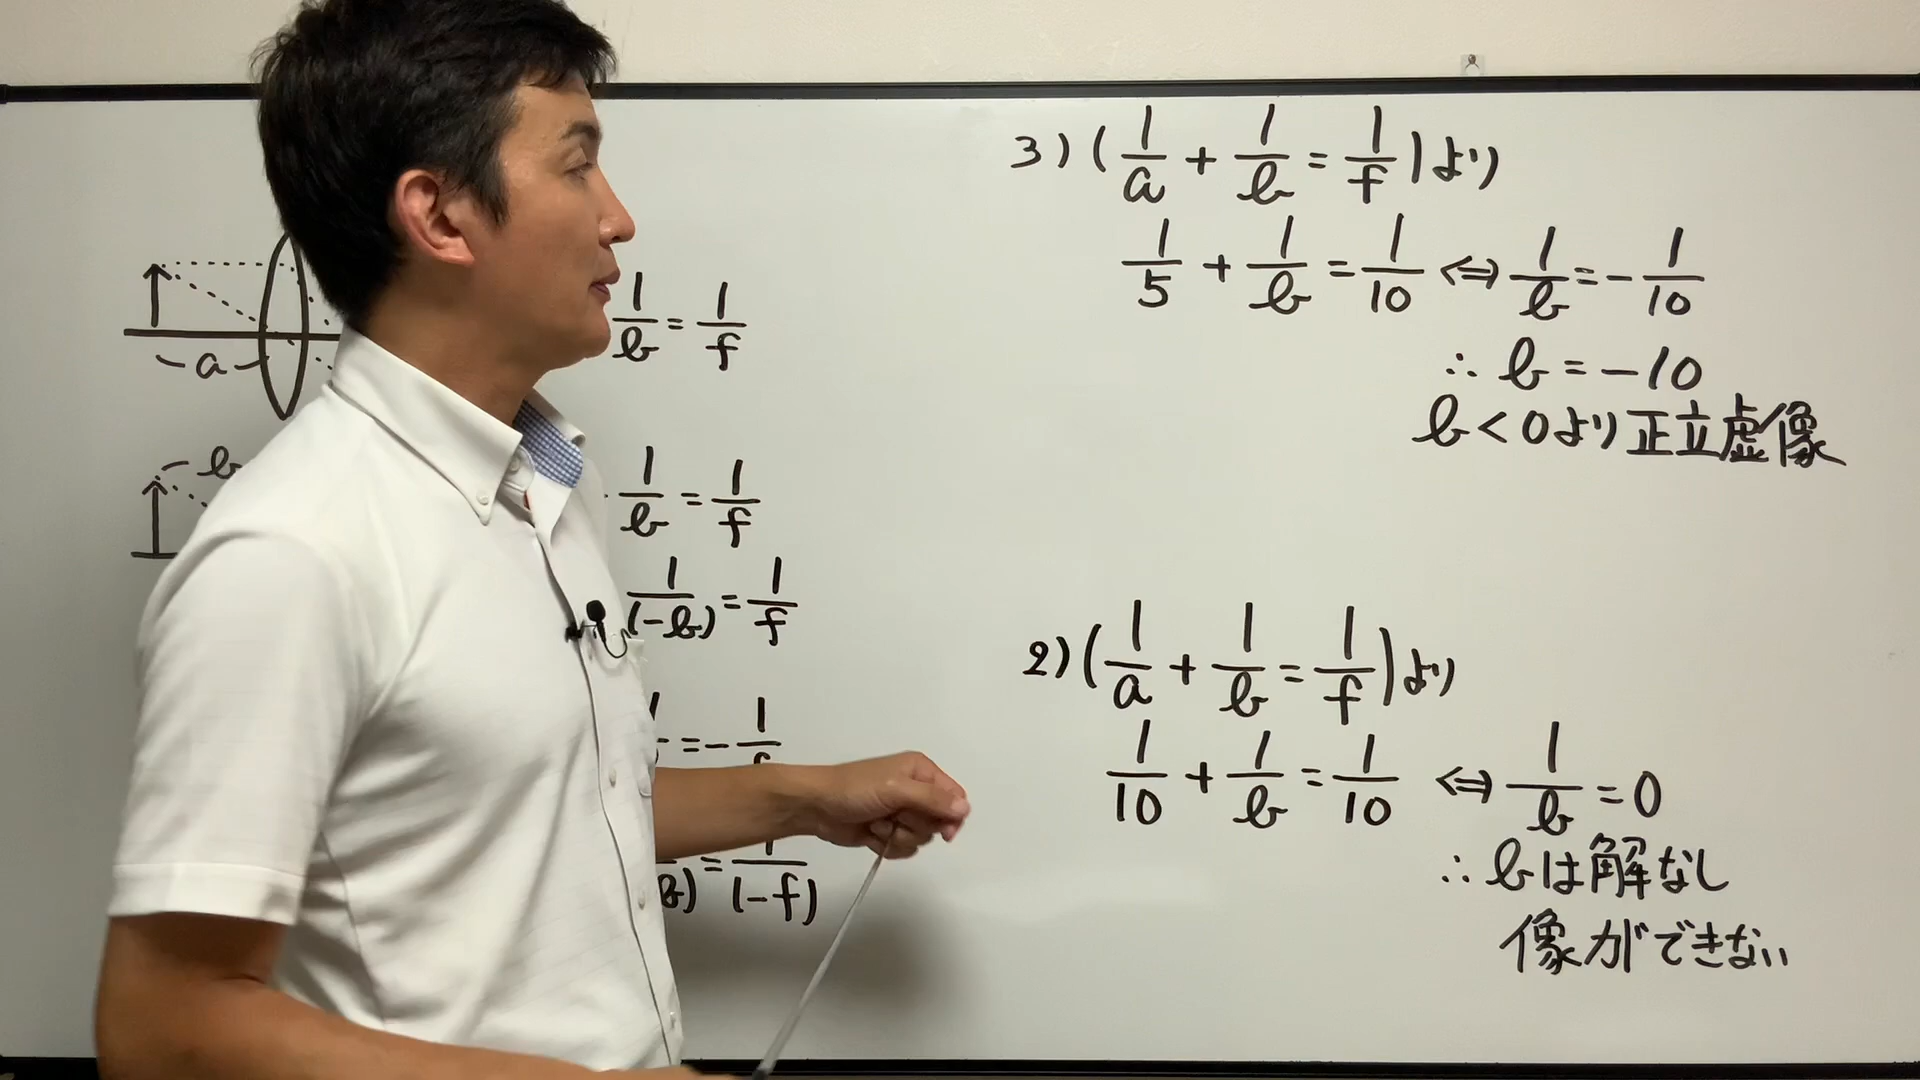 a
1/b = 1/f
b
1/b = 1/f
1/(-b) = 1/f
= - 1/f
= 1/(-f)
3) (1/a + 1/b = 1/f) より
1/5 + 1/b = 1/10 ⇔ 1/b = - 1/10
∴ b = -10
b < 0 より 正立虚像
2) (1/a + 1/b = 1/f) より
1/10 + 1/b = 1/10 ⇔ 1/b = 0
∴ bは解なし
像ができない